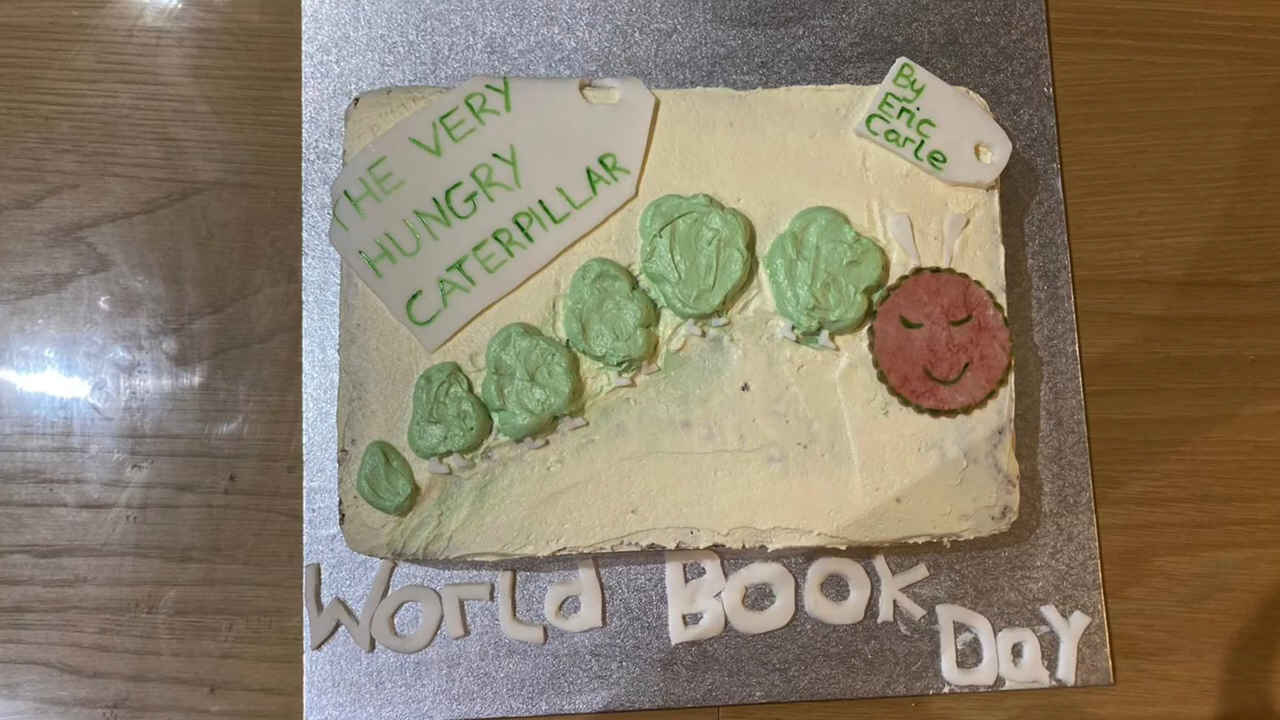 THE VERY
HUNGRY
CATERPILLAR
By
Eric
Carle
World Book
Day